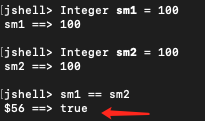 [jshell> Integer sm1 = 100
sm1 ==> 100
[jshell> Integer sm2 = 100
sm2 ==> 100
[jshell> sm1 == sm2
$56 ==> true